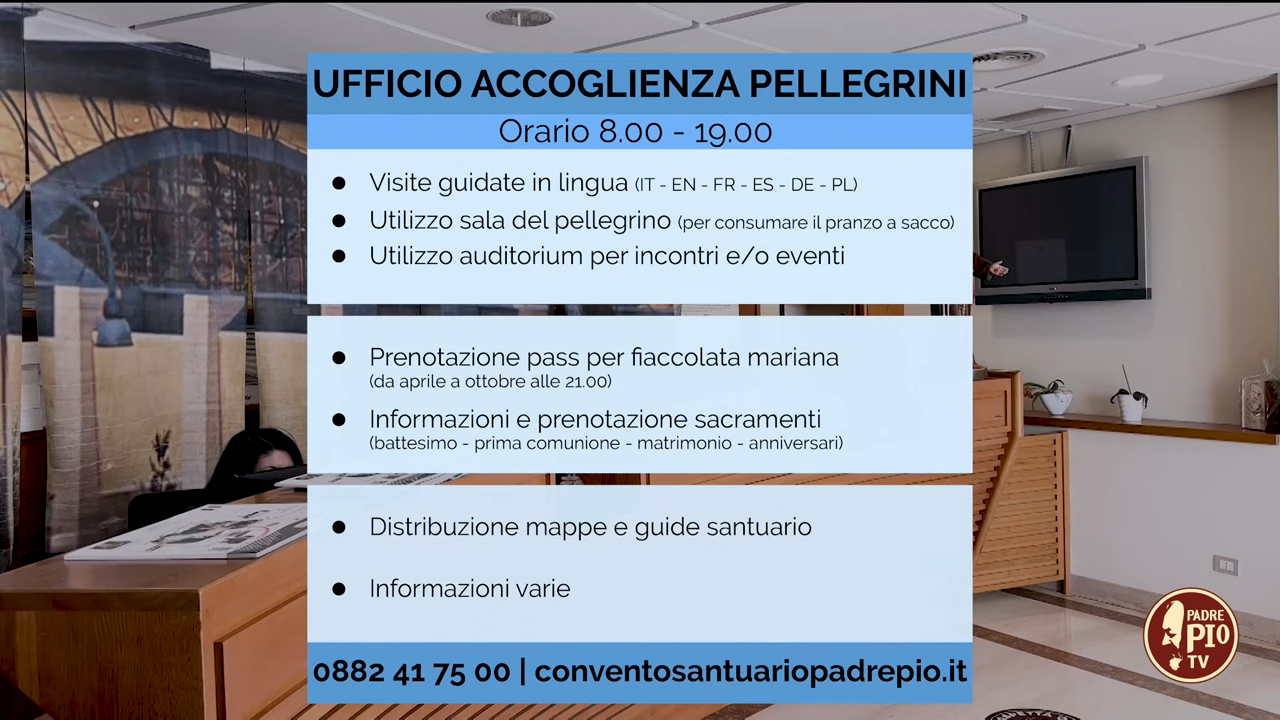 UFFICIO ACCOGLIENZA PELLEGRINI
Orario 8.00 - 19.00
● Visite guidate in lingua (IT - EN - FR - ES - DE - PL)
● Utilizzo sala del pellegrino (per consumare il pranzo a sacco)
● Utilizzo auditorium per incontri e/o eventi
● Prenotazione pass per fiaccolata mariana
(da aprile a ottobre alle 21.00)
● Informazioni e prenotazione sacramenti
(battesimo - prima comunione - matrimonio - anniversari)
● Distribuzione mappe e guide santuario
● Informazioni varie
0882 41 75 00 | conventosantuariopadrepio.it
PADRE
PIO
TV